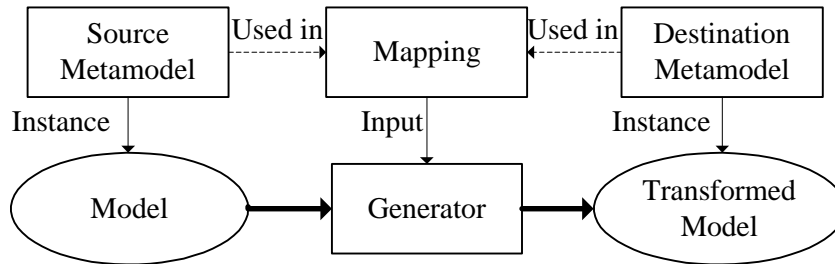 Source
Metamodel
Used in
Mapping
Used in
Destination
Metamodel
Instance
Input
Instance
Model
Generator
Transformed
Model